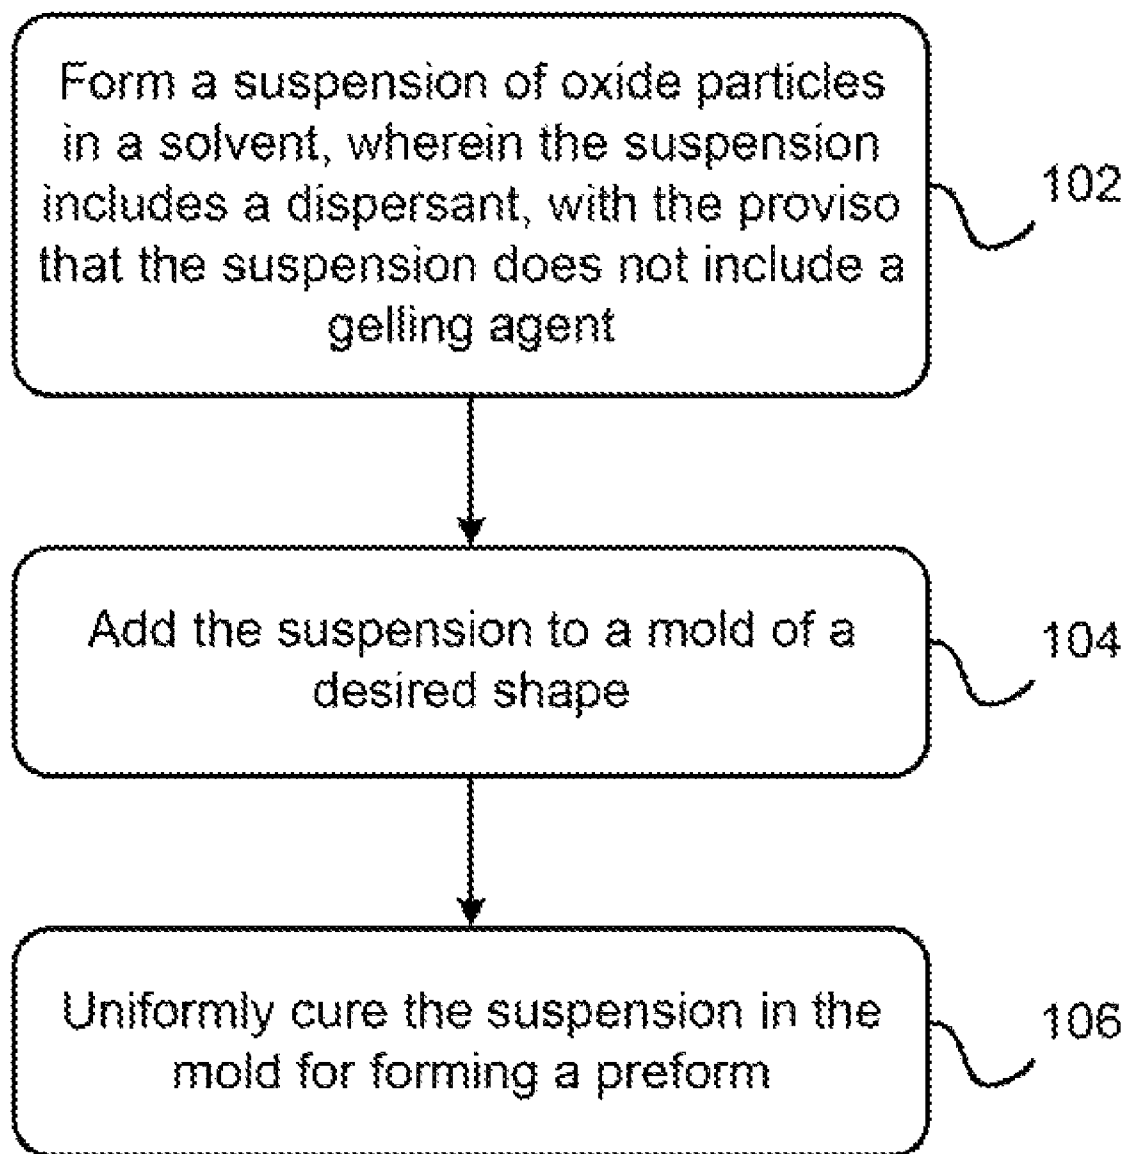 Form a suspension of oxide particles
in a solvent, wherein the suspension
includes a dispersant, with the proviso
that the suspension does not include a
gelling agent
102
Add the suspension to a mold of a
desired shape
104
Uniformly cure the suspension in the
mold for forming a preform
106